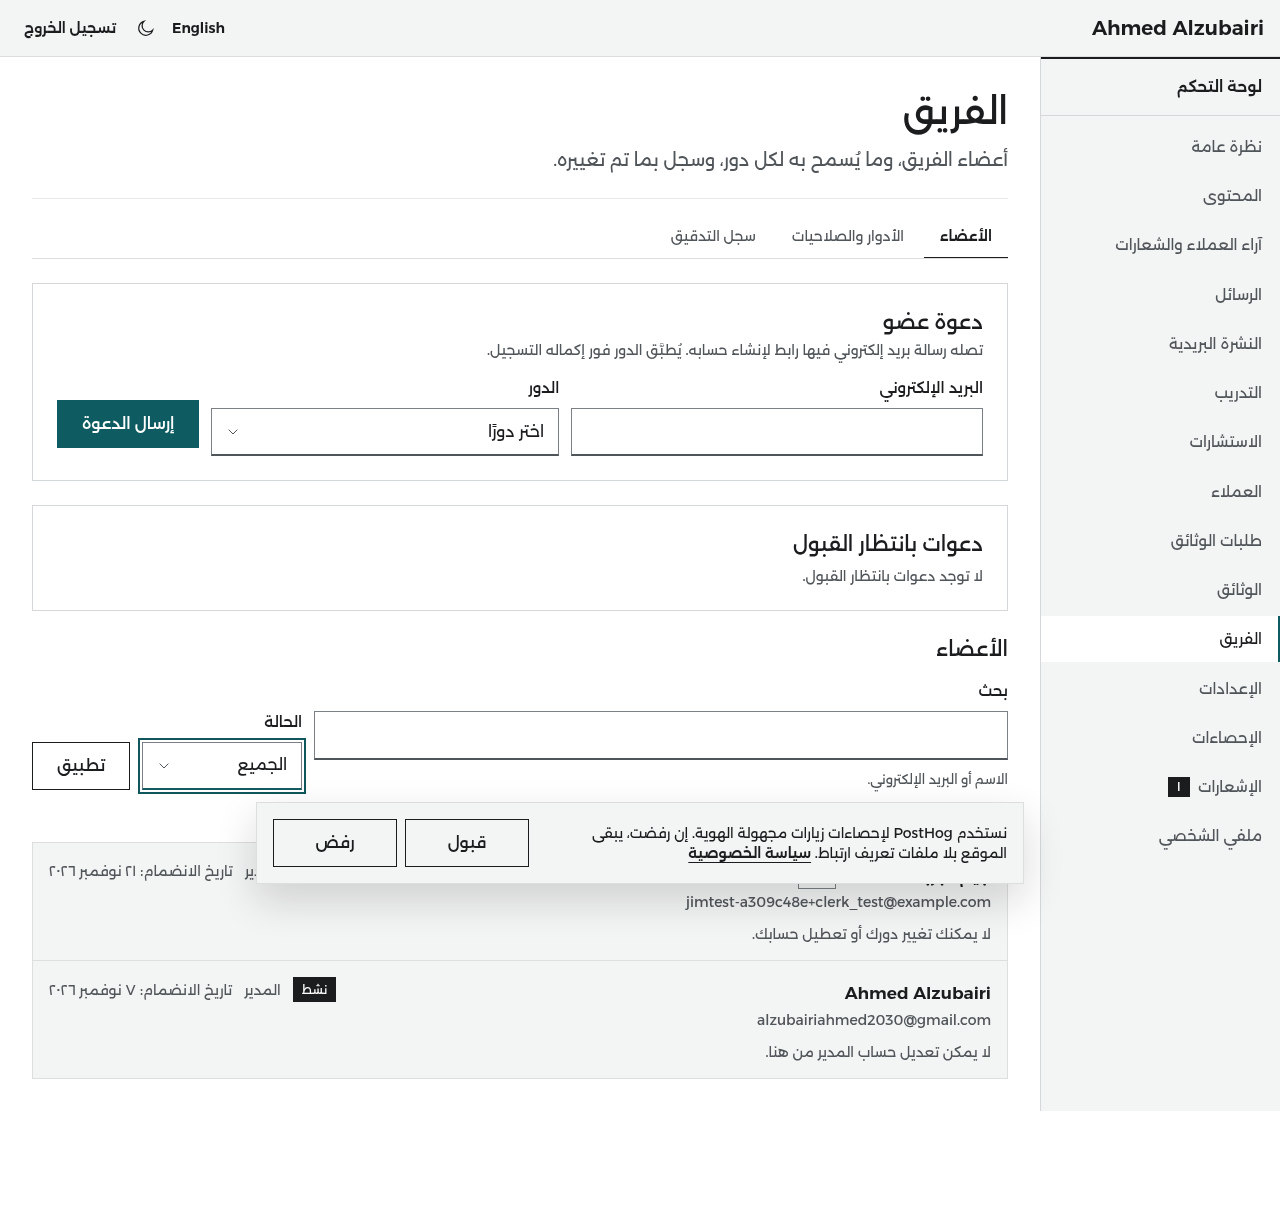 Ahmed Alzubairi
English
تسجيل الخروج
لوحة التحكم
نظرة عامة
المحتوى
آراء العملاء والشعارات
الرسائل
النشرة البريدية
التدريب
الاستشارات
العملاء
طلبات الوثائق
الوثائق
الفريق
الإعدادات
الإحصاءات
الإشعارات ١
ملفي الشخصي
الفريق
أعضاء الفريق، وما يُسمح به لكل دور، وسجل بما تم تغييره.
الأعضاء
الأدوار والصلاحيات
سجل التدقيق
دعوة عضو
تصله رسالة بريد إلكتروني فيها رابط لإنشاء حسابه. يُطبَّق الدور فور إكماله التسجيل.
البريد الإلكتروني
الدور
اختر دورًا
إرسال الدعوة
دعوات بانتظار القبول
لا توجد دعوات بانتظار القبول.
الأعضاء
بحث
الاسم أو البريد الإلكتروني.
الحالة
الجميع
تطبيق
نستخدم PostHog لإحصاءات زيارات مجهولة الهوية. إن رفضت، يبقى
الموقع بلا ملفات تعريف ارتباط. سياسة الخصوصية
قبول
رفض
تاريخ الانضمام: ٢١ نوفمبر ٢٠٢٦
jimtest-a309c48e+clerk_test@example.com
لا يمكنك تغيير دورك أو تعطيل حسابك.
Ahmed Alzubairi
نشط
المدير
تاريخ الانضمام: ٧ نوفمبر ٢٠٢٦
alzubairiahmed2030@gmail.com
لا يمكن تعديل حساب المدير من هنا.